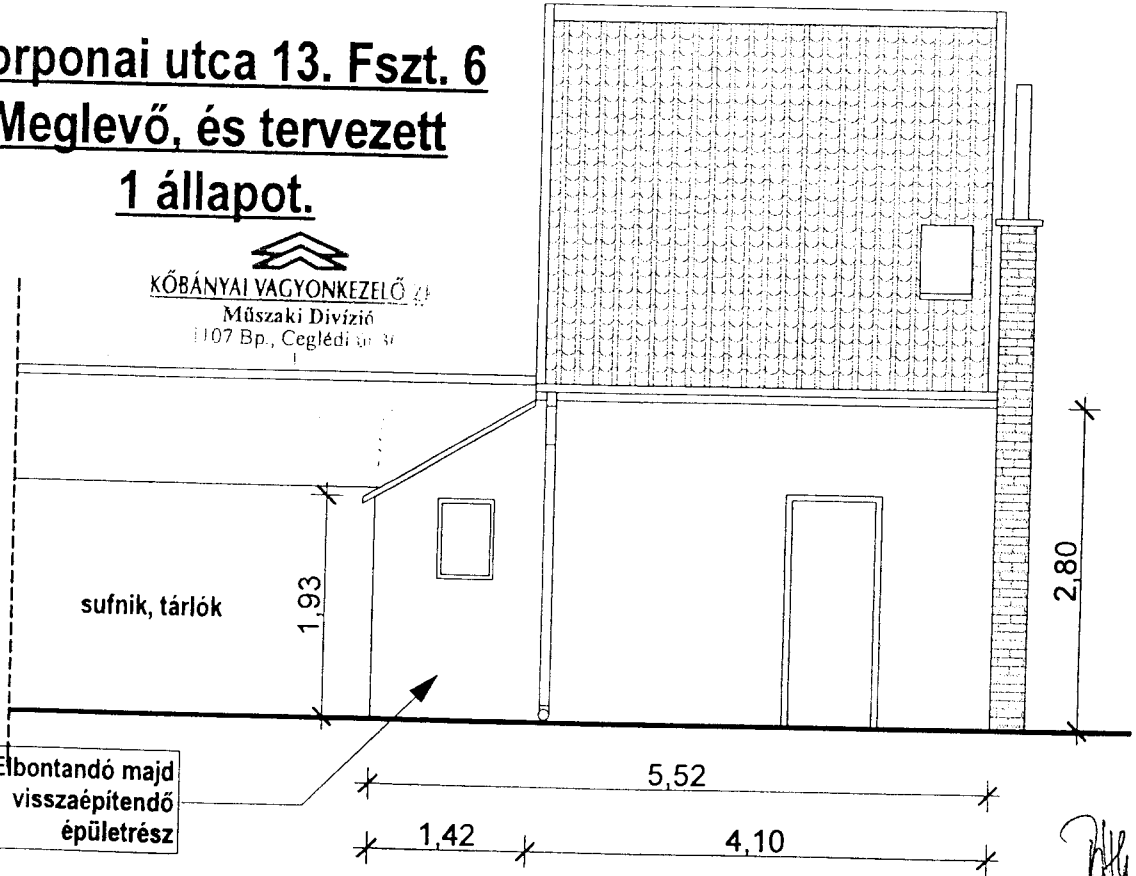 orponai utca 13. Fszt. 6
Meglevő, és tervezett
1 állapot.
KŐBÁNYAI VAGYONKEZELŐ
Műszaki Divízió
1107 Bp., Ceglédi út
sufnik, tárlók
1,93
2,80
Elbontandó majd
visszaépítendő
épületrész
5,52
1,42
4,10